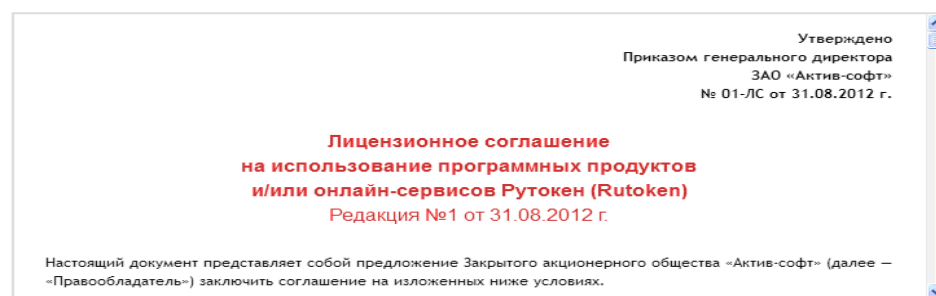 Утверждено
Приказом генерального директора
ЗАО «Актив-софт»
№ 01-ЛС от 31.08.2012 г.
Лицензионное соглашение
на использование программных продуктов
и/или онлайн-сервисов Рутокен (Rutoken)
Редакция №1 от 31.08.2012 г.
Настоящий документ представляет собой предложение Закрытого акционерного общества «Актив-софт» (далее —
«Правообладатель») заключить соглашение на изложенных ниже условиях.